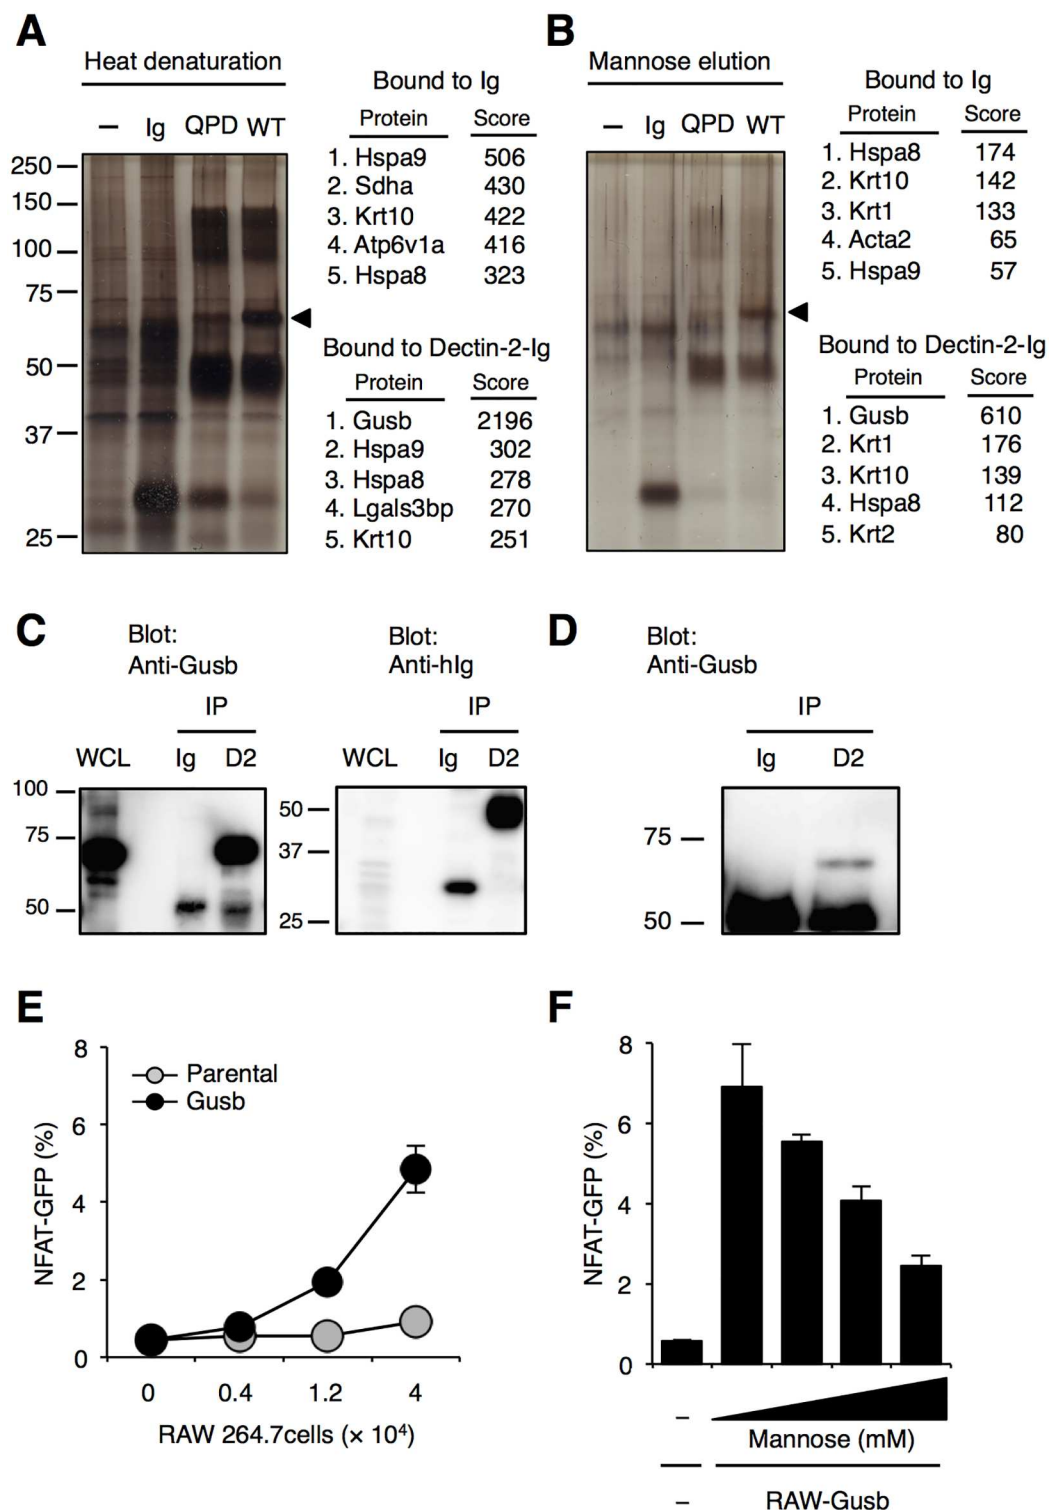 A
Heat denaturation
– Ig QPD WT
250
150
100
75
50
37
25
Bound to Ig
Protein Score
1. Hspa9 506
2. Sdha 430
3. Krt10 422
4. Atp6v1a 416
5. Hspa8 323
Bound to Dectin-2-Ig
Protein Score
1. Gusb 2196
2. Hspa9 302
3. Hspa8 278
4. Lgals3bp 270
5. Krt10 251
B
Mannose elution
– Ig QPD WT
Bound to Ig
Protein Score
1. Hspa8 174
2. Krt10 142
3. Krt1 133
4. Acta2 65
5. Hspa9 57
Bound to Dectin-2-Ig
Protein Score
1. Gusb 610
2. Krt1 176
3. Krt10 139
4. Hspa8 112
5. Krt2 80
C
Blot:
Anti-Gusb
IP
WCL Ig D2
100
75
50
Blot:
Anti-hIg
IP
WCL Ig D2
50
37
25
D
Blot:
Anti-Gusb
IP
Ig D2
75
50
E
8
6
4
2
0
NFAT-GFP (%)
Parental
Gusb
0 0.4 1.2 4
RAW 264.7cells (× 10⁴)
F
8
6
4
2
0
NFAT-GFP (%)
–
Mannose (mM)
– RAW-Gusb